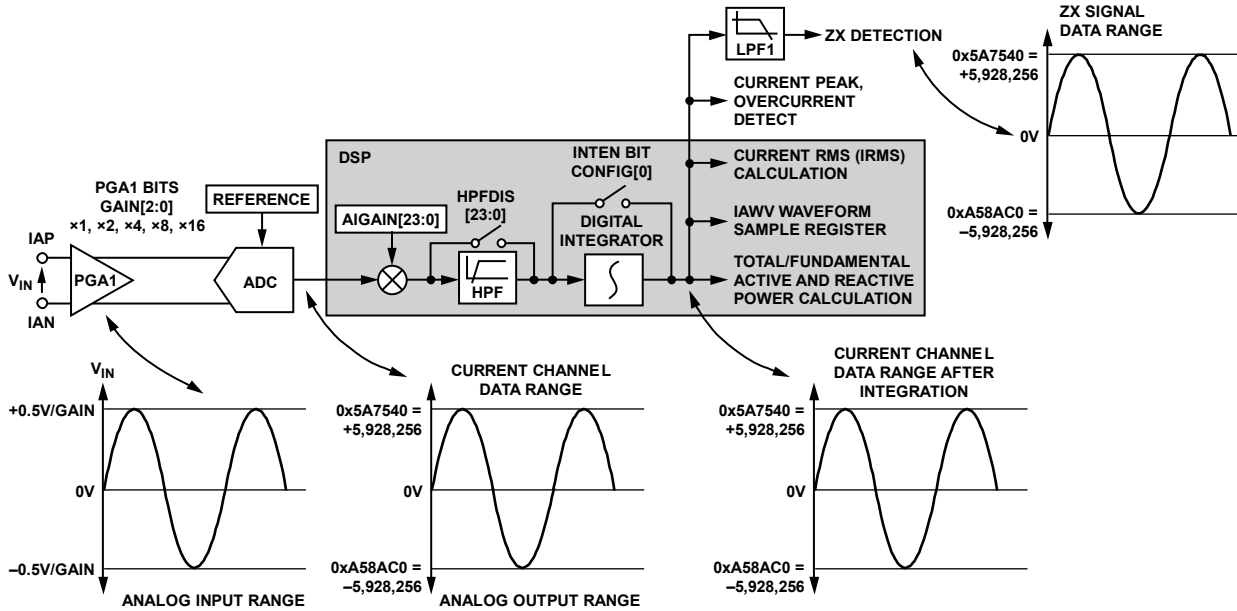 ZX SIGNAL
DATA RANGE
0x5A7540 =
+5,928,256
0V
0xA58AC0 =
–5,928,256
LPF1
ZX DETECTION
CURRENT PEAK,
OVERCURRENT
DETECT
DSP
INTEN BIT
CONFIG[0]
CURRENT RMS (IRMS)
CALCULATION
PGA1 BITS
GAIN[2:0]
×1, ×2, ×4, ×8, ×16
REFERENCE
HPFDIS
[23:0]
AIGAIN[23:0]
DIGITAL
INTEGRATOR
IAWV WAVEFORM
SAMPLE REGISTER
IAP
VIN
IAN
PGA1
ADC
HPF
TOTAL/FUNDAMENTAL
ACTIVE AND REACTIVE
POWER CALCULATION
VIN
+0.5V/GAIN
0V
–0.5V/GAIN
ANALOG INPUT RANGE
CURRENT CHANNEL
DATA RANGE
0x5A7540 =
+5,928,256
0V
0xA58AC0 =
–5,928,256
ANALOG OUTPUT RANGE
CURRENT CHANNEL
DATA RANGE AFTER
INTEGRATION
0x5A7540 =
+5,928,256
0V
0xA58AC0 =
–5,928,256